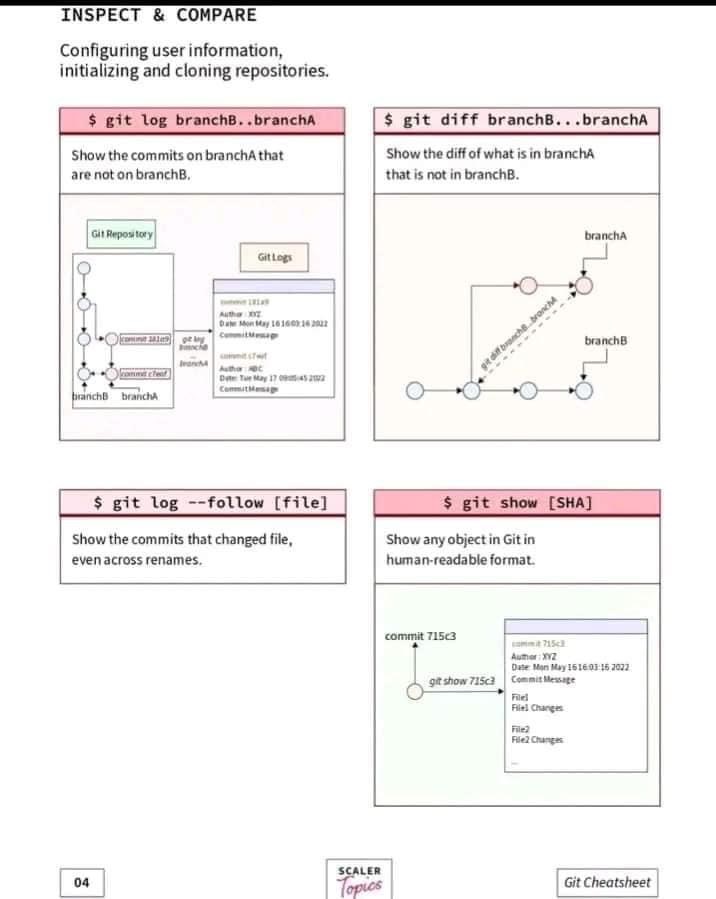 INSPECT & COMPARE
Configuring user information,
initializing and cloning repositories.
$ git log branchB..branchA
Show the commits on branchA that
are not on branchB.
Git Repository
Git Logs
commit 181a9
Author : XYZ
Date: Mon May 16 16:03:16 2022
Commit Message
commit c7eef
Author : ABC
Date: Tue May 17 09:05:45 2022
Commit Message
commit 181a9
commit c7eef
git log
branchB
...
branchA
branchB
branchA
$ git diff branchB...branchA
Show the diff of what is in branchA
that is not in branchB.
branchA
git diff branchB...branchA
branchB
$ git log --follow [file]
Show the commits that changed file,
even across renames.
$ git show [SHA]
Show any object in Git in
human-readable format.
commit 715c3
git show 715c3
commit 715c3
Author : XYZ
Date: Mon May 16 16:03:16 2022
Commit Message
File1
File1 Changes
File2
File2 Changes
...
04
SCALER
Topics
Git Cheatsheet